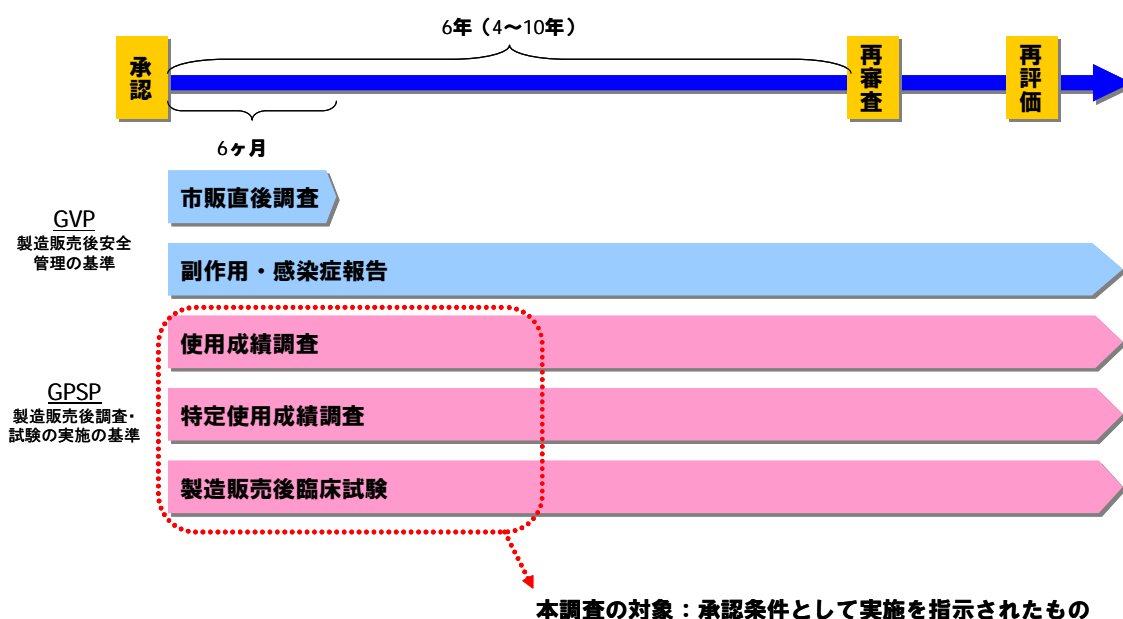 6年（4～10年）
承認
再審査
再評価
6ヶ月
市販直後調査
GVP
製造販売後安全
管理の基準
副作用・感染症報告
使用成績調査
GPSP
製造販売後調査・
試験の実施の基準
特定使用成績調査
製造販売後臨床試験
本調査の対象：承認条件として実施を指示されたもの